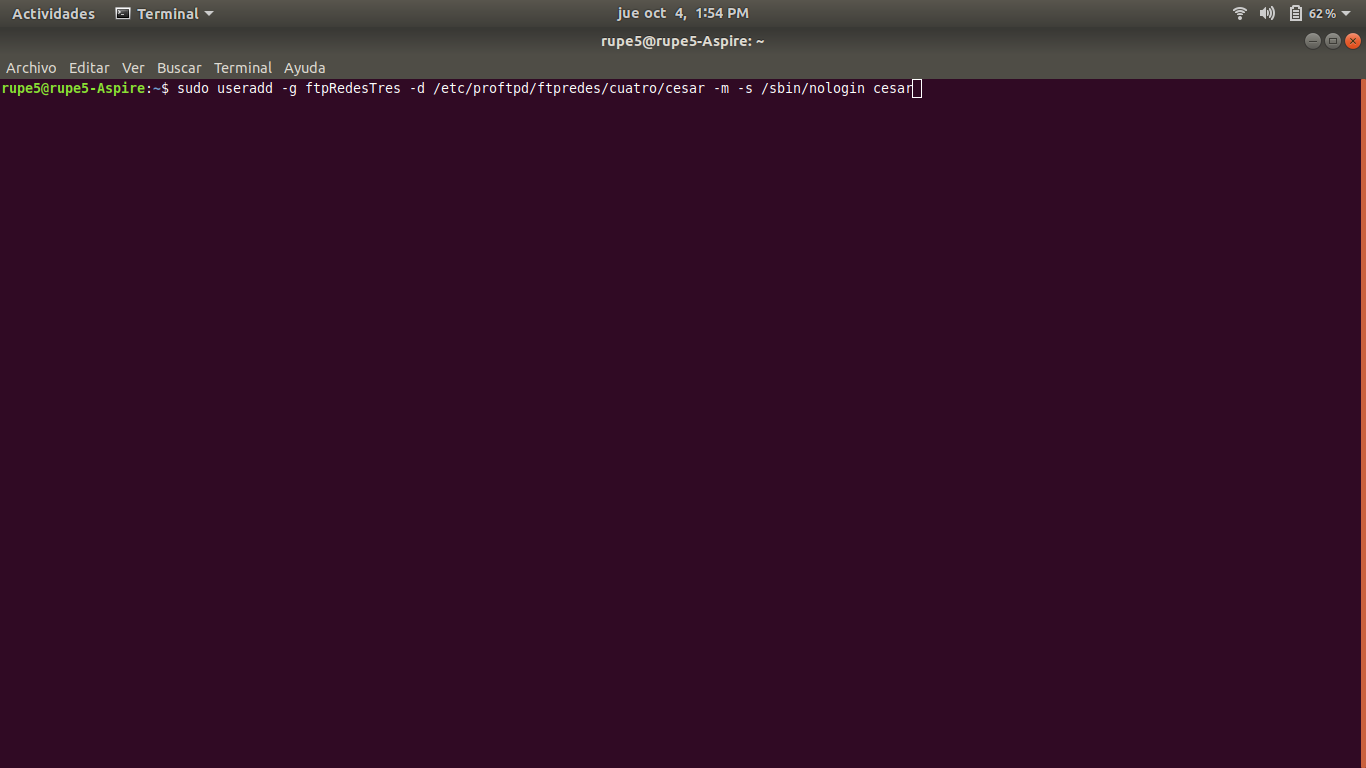 Actividades Terminal jue oct 4, 1:54 PM 62%
rupe5@rupe5-Aspire: ~
Archivo Editar Ver Buscar Terminal Ayuda
rupe5@rupe5-Aspire:~$ sudo useradd -g ftpRedesTres -d /etc/proftpd/ftpredes/cuatro/cesar -m -s /sbin/nologin cesar